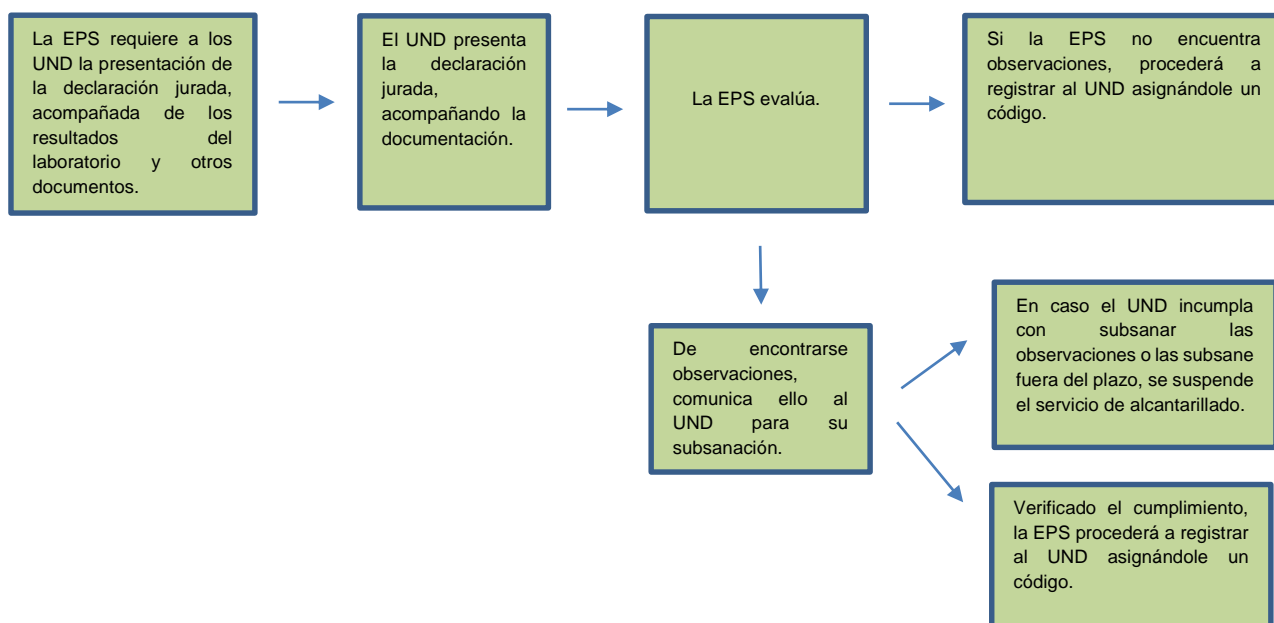 La EPS requiere a los
UND la presentación de
la declaración jurada,
acompañada de los
resultados del
laboratorio y otros
documentos.
El UND presenta
la declaración
jurada,
acompañando la
documentación.
La EPS evalúa.
Si la EPS no encuentra
observaciones, procederá a
registrar al UND asignándole un
código.
De encontrarse
observaciones,
comunica ello al
UND para su
subsanación.
En caso el UND incumpla
con subsanar las
observaciones o las subsane
fuera del plazo, se suspende
el servicio de alcantarillado.
Verificado el cumplimiento,
la EPS procederá a registrar
al UND asignándole un
código.